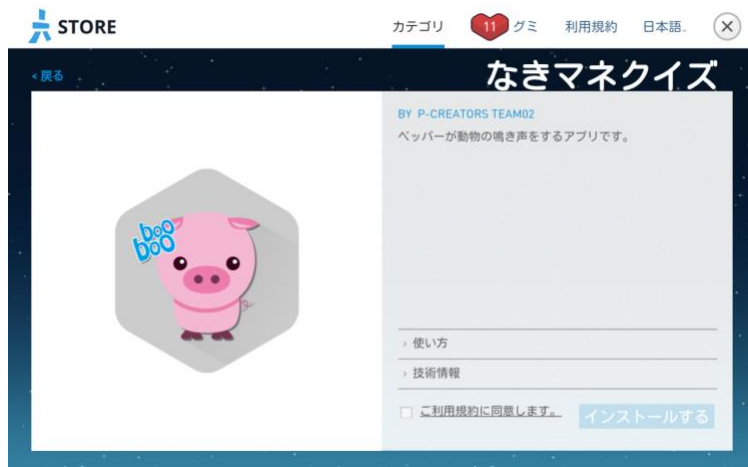 STORE
カテゴリ
11 グミ
利用規約
日本語..
<戻る
なきマネクイズ
BY P-CREATORS TEAM02
ペッパーが動物の鳴き声をするアプリです。
boo
boo
› 使い方
› 技術情報
ご利用規約に同意します。
インストールする